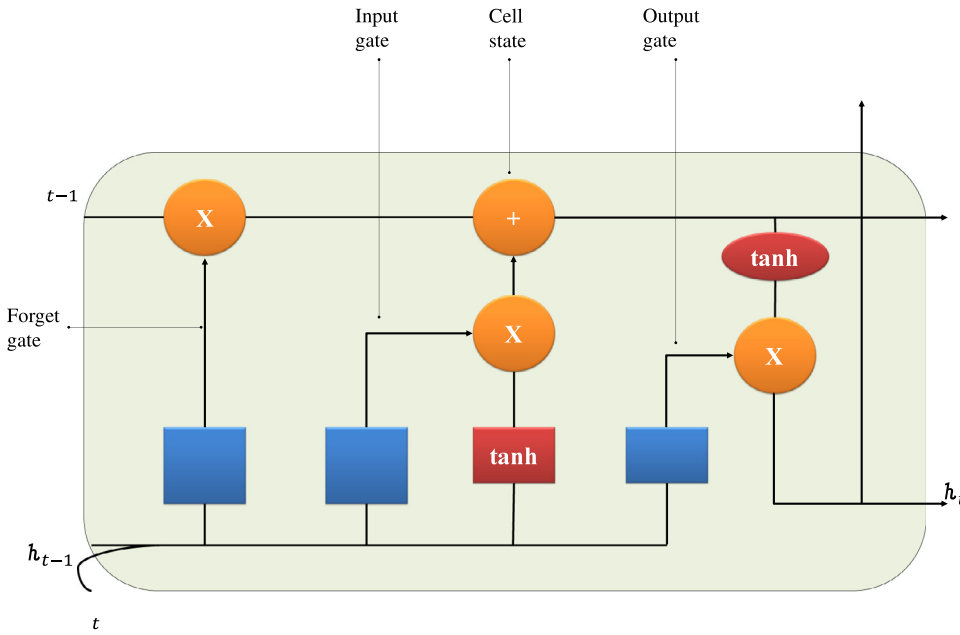 Input
gate
Cell
state
Output
gate
t−1
X
+
tanh
Forget
gate
X
X
tanh
h_{t−1}
t